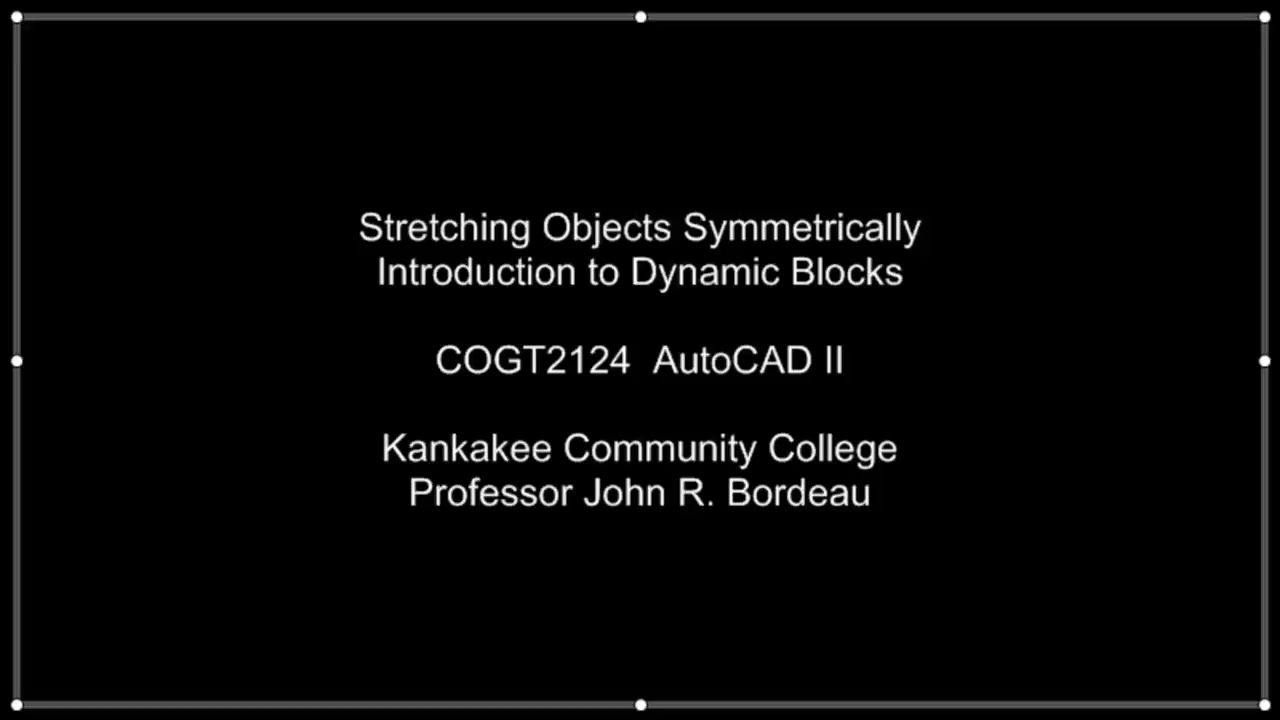 Stretching Objects Symmetrically
Introduction to Dynamic Blocks
COGT2124 AutoCAD II
Kankakee Community College
Professor John R. Bordeau